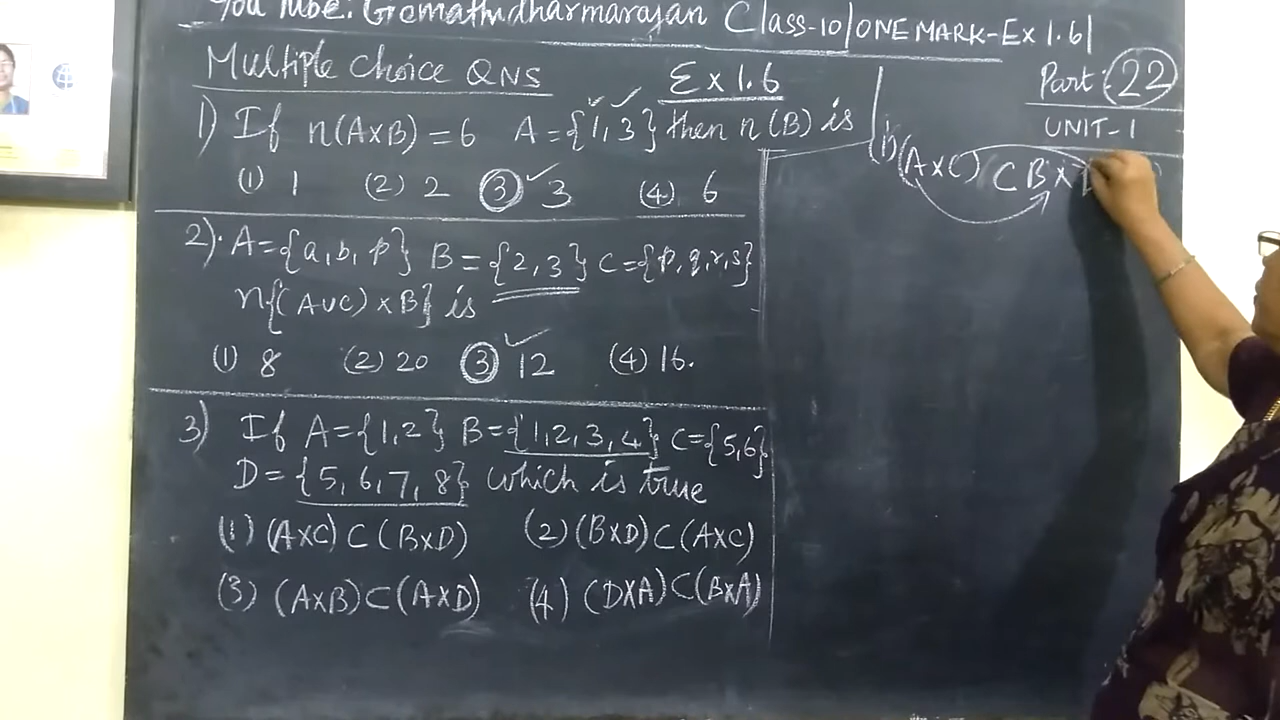 YouTube: Gomathidharmarajan Class-10|ONE MARK-Ex 1.6|
Multiple Choice QNS Ex 1.6
Part: 22
UNIT-1
1) If n(A×B)=6 A={1,3} then n(B) is
(1) 1 (2) 2 (3) 3 (4) 6
2). A={a,b,p} B={2,3} C={p,q,r,s}
n{(A∪C)×B} is
(1) 8 (2) 20 (3) 12 (4) 16.
3) If A={1,2} B={1,2,3,4} C={5,6}
D={5,6,7,8} which is true
(1) (A×C)⊂(B×D) (2) (B×D)⊂(A×C)
(3) (A×B)⊂(A×D) (4) (D×A)⊂(B×A)
(i) (A×C) ⊂ B×